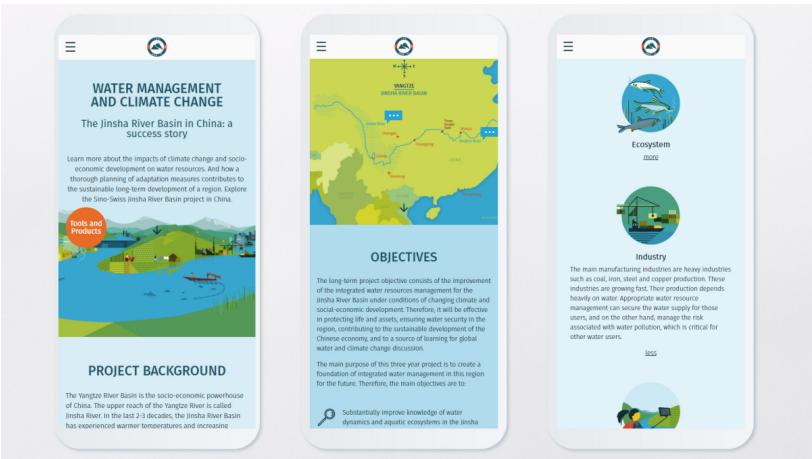 WATER MANAGEMENT
AND CLIMATE CHANGE
The Jinsha River Basin in China: a
success story
Learn more about the impacts of climate change and socio-
economic development on water resources. And how a
thorough planning of adaptation measures contributes to
the sustainable long-term development of a region. Explore
the Sino-Swiss Jinsha River Basin project in China.
Tools and
Products
PROJECT BACKGROUND
The Yangtze River Basin is the socio-economic powerhouse
of China. The upper reach of the Yangtze River is called
Jinsha River. In the last 2-3 decades, the Jinsha River Basin
has experienced warmer temperatures and increasing
YANGTZE
JINSHA RIVER BASIN
OBJECTIVES
The long-term project objective consists of the improvement
of the integrated water resources management for the
Jinsha River Basin under conditions of changing climate and
social-economic development. Therefore, it will be effective
in protecting life and assets, ensuring water security in the
region, contributing to the sustainable development of the
Chinese economy, and to a source of learning for global
water and climate change discussion.
The main purpose of this three year project is to create a
foundation of integrated water management in this region
for the future. Therefore, the main objectives are to:
Substantially improve knowledge of water
dynamics and aquatic ecosystems in the Jinsha
Ecosystem
more
Industry
The main manufacturing industries are heavy industries
such as coal, iron, steel and copper production. These
industries are growing fast. Their production depends
heavily on water. Appropriate water resource
management can secure the water supply for those
users, and on the other hand, manage the risk
associated with water pollution, which is critical for
other water users.
less